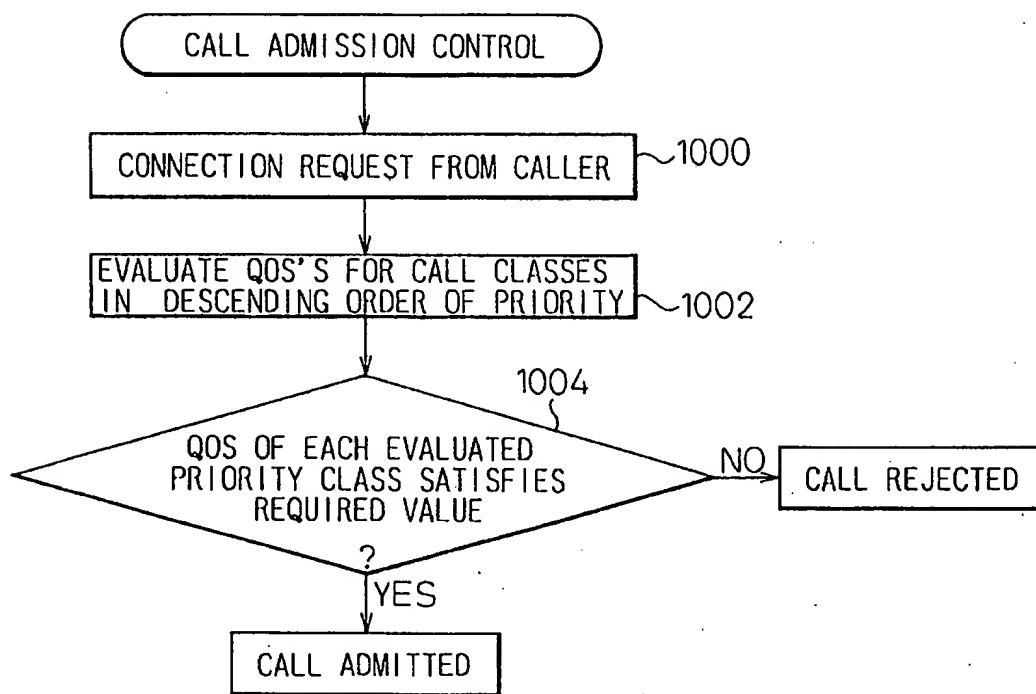 CALL ADMISSION CONTROL
CONNECTION REQUEST FROM CALLER
1000
EVALUATE QOS'S FOR CALL CLASSES
IN DESCENDING ORDER OF PRIORITY
1002
1004
QOS OF EACH EVALUATED
PRIORITY CLASS SATISFIES
REQUIRED VALUE
?
NO
CALL REJECTED
YES
CALL ADMITTED